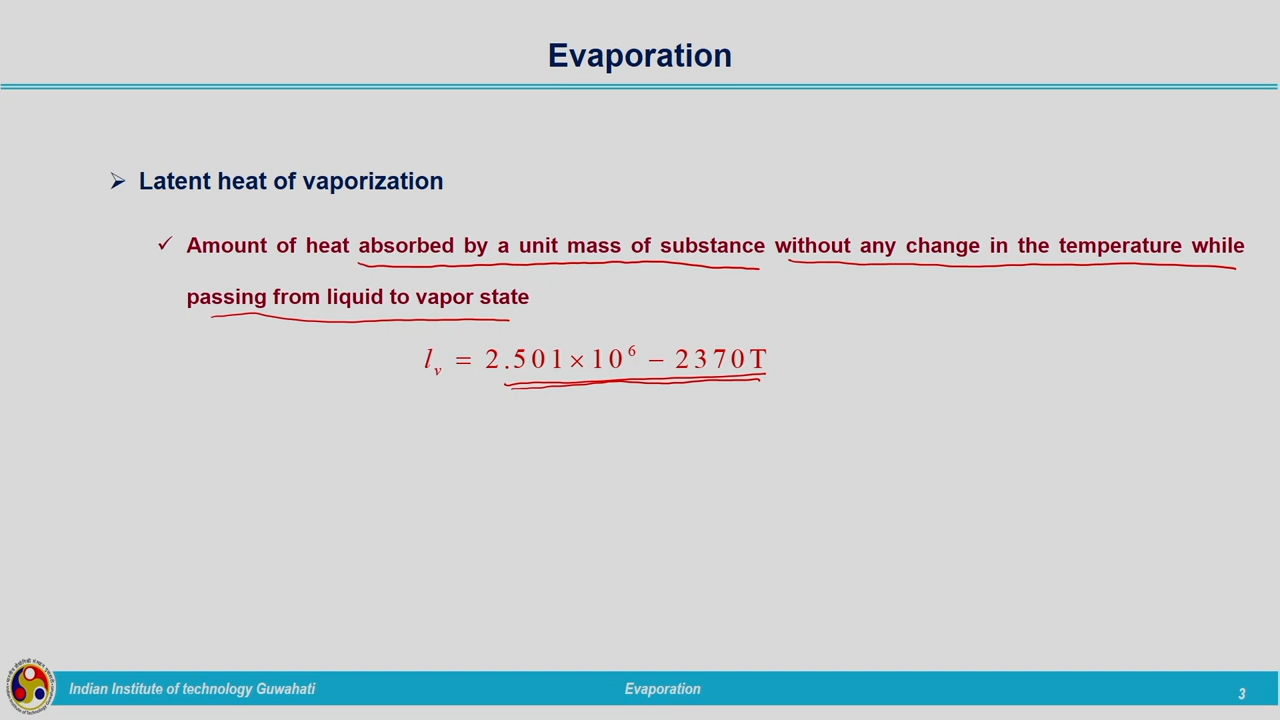 Evaporation
➢ Latent heat of vaporization
✓ Amount of heat absorbed by a unit mass of substance without any change in the temperature while
passing from liquid to vapor state
l_v = 2.501×10^6 − 2370T
Indian Institute of technology Guwahati
Evaporation
3